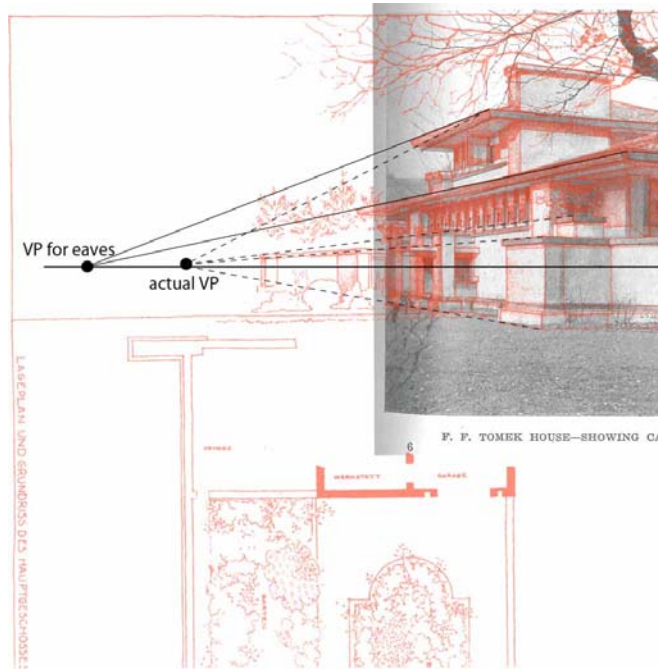 VP for eaves
actual VP
F. F. TOMEK HOUSE—SHOWING CA
6
WERKSTATT
GARAGE
LAGEPLAN UND GRUNDRISS DES HAUPTGESCHOSSES